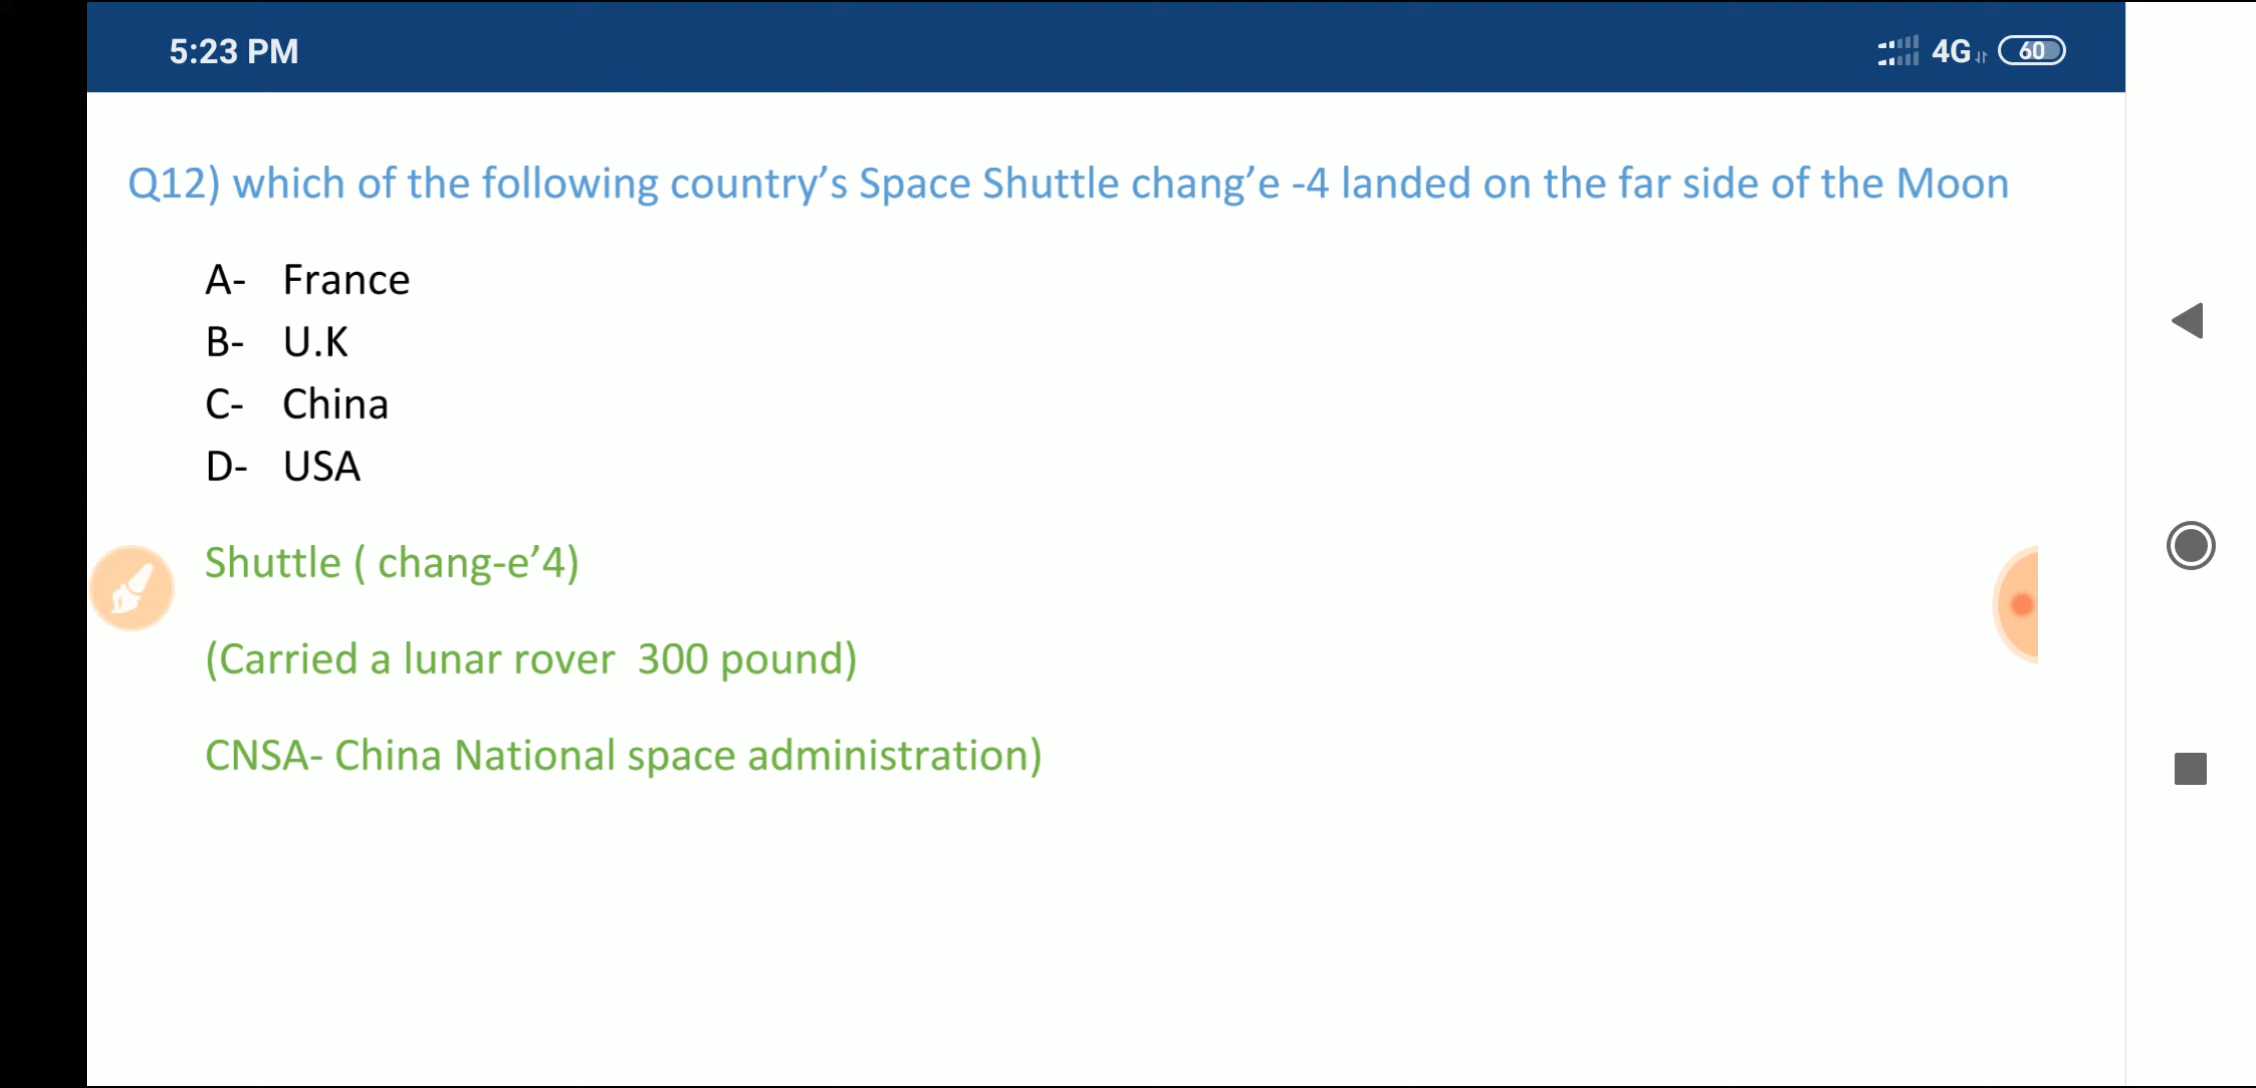 5:23 PM 4G 60
Q12) which of the following country’s Space Shuttle chang’e -4 landed on the far side of the Moon
A- France
B- U.K
C- China
D- USA
Shuttle ( chang-e’4)
(Carried a lunar rover 300 pound)
CNSA- China National space administration)